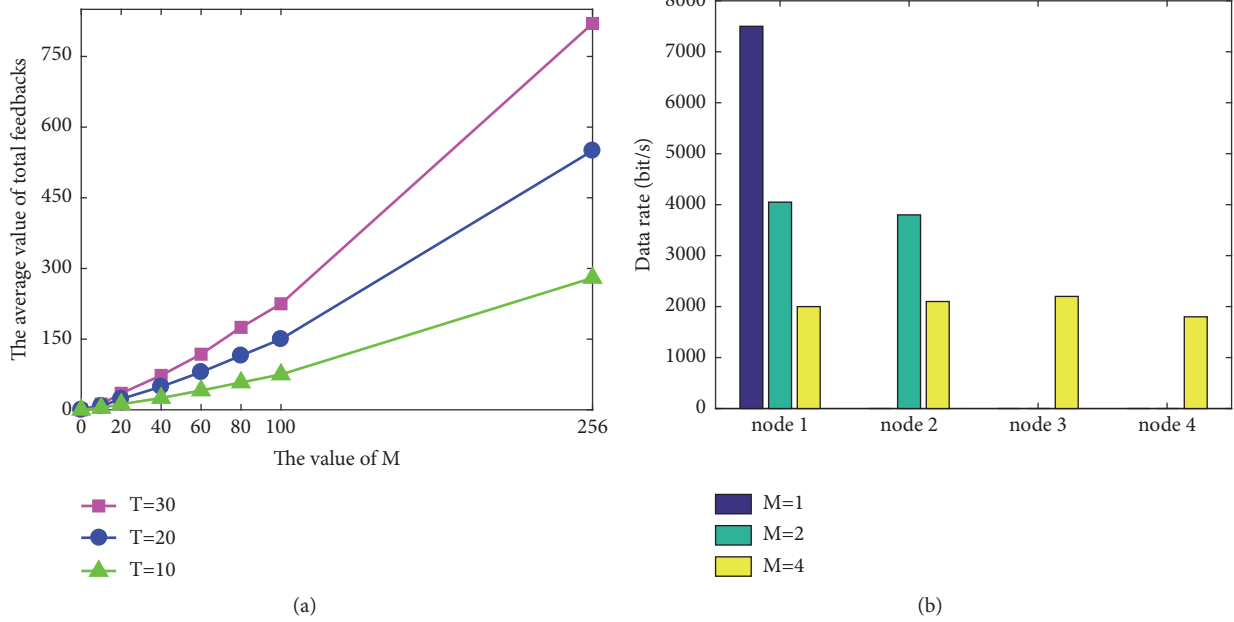 The average value of total feedbacks
750
600
450
300
150
0
0 20 40 60 80 100 256
The value of M
T=30
T=20
T=10
(a)
Data rate (bit/s)
8000
7000
6000
5000
4000
3000
2000
1000
0
node 1 node 2 node 3 node 4
M=1
M=2
M=4
(b)